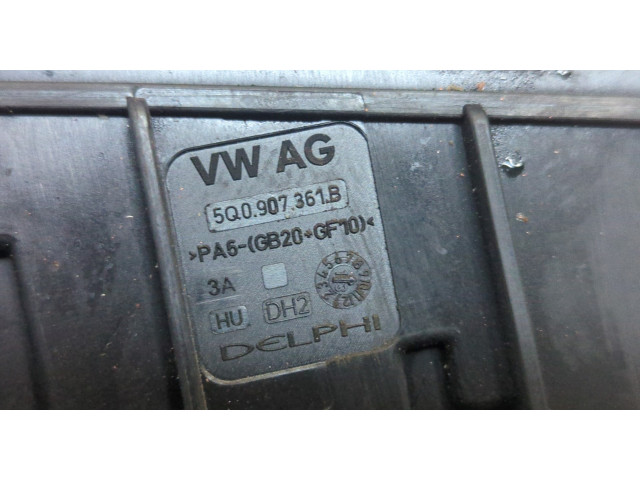 VW AG
5Q0.907.361.B
>PA6-(GB20+GF10)<
3A
HU DH2
DELPHI